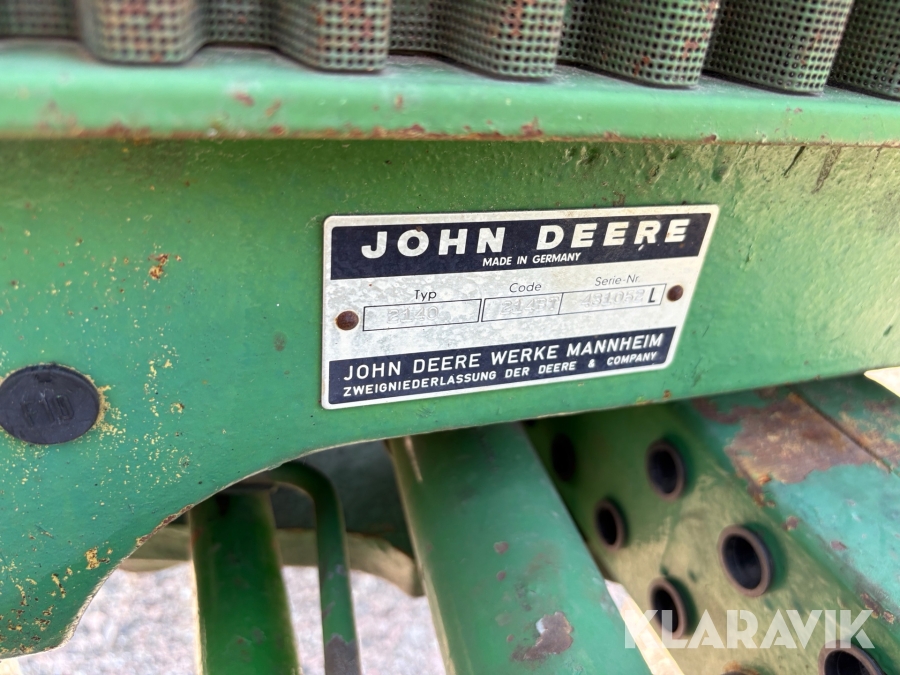 JOHN DEERE
MADE IN GERMANY
Typ Code Serie-Nr.
2140 L
JOHN DEERE WERKE MANNHEIM
ZWEIGNIEDERLASSUNG DER DEERE & COMPANY
KLARAVIK